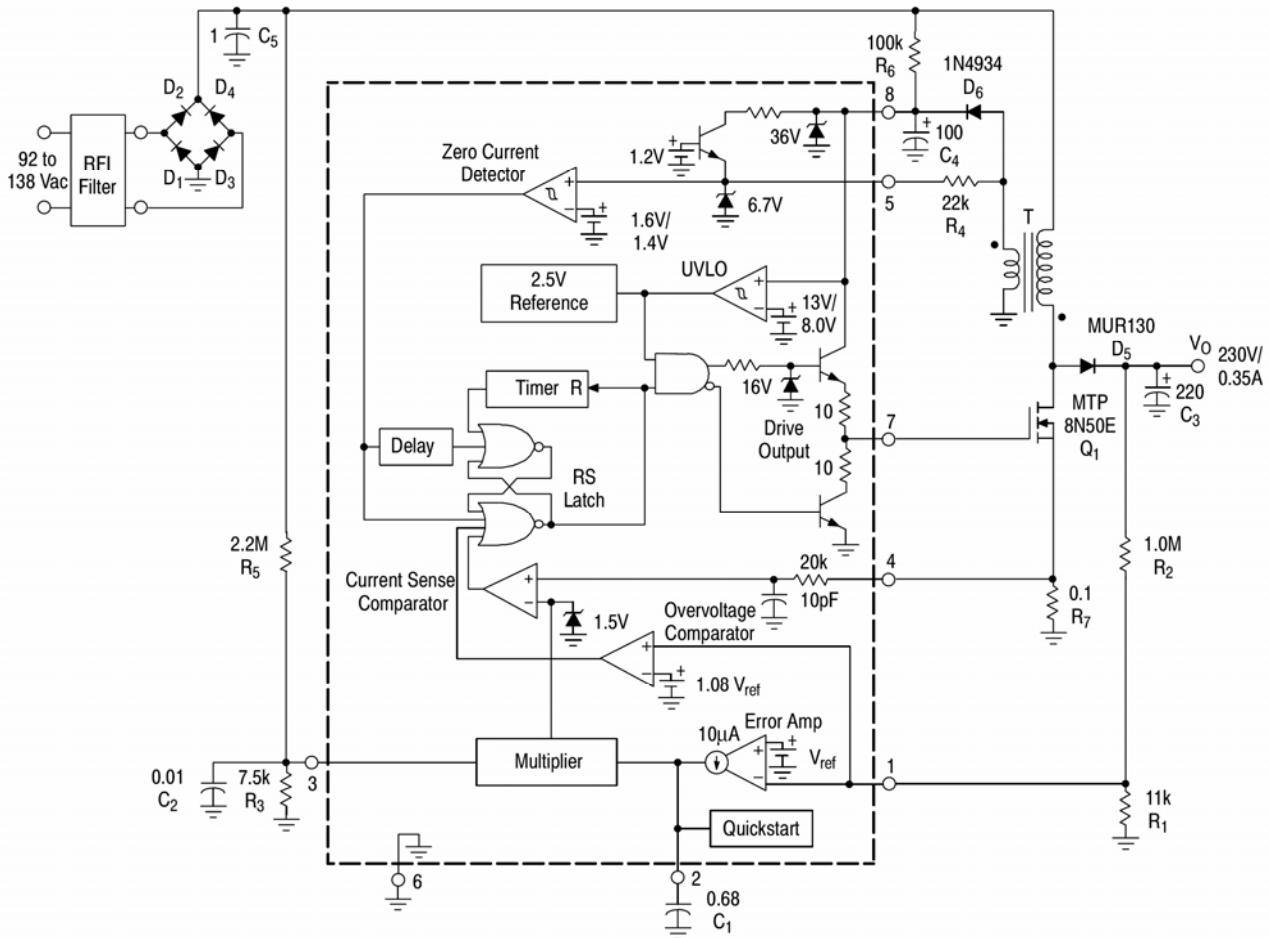 1
C5
D2
D4
D1
D3
92 to
138 Vac
RFI
Filter
100k
R6
1N4934
D6
8
100
C4
+
36V
1.2V
+
Zero Current
Detector
+
−
+
1.6V/
1.4V
6.7V
5
22k
R4
T
2.5V
Reference
UVLO
+
−
+
13V/
8.0V
16V
Timer R
Delay
RS
Latch
10
Drive
Output
10
7
MUR130
D5
VO
230V/
0.35A
+
220
C3
MTP
8N50E
Q1
2.2M
R5
Current Sense
Comparator
+
−
1.5V
20k
10pF
4
0.1
R7
1.0M
R2
Overvoltage
Comparator
+
−
+
1.08 Vref
Multiplier
10µA
Error Amp
+
−
+
Vref
1
11k
R1
Quickstart
0.01
C2
7.5k
R3
3
6
2
0.68
C1